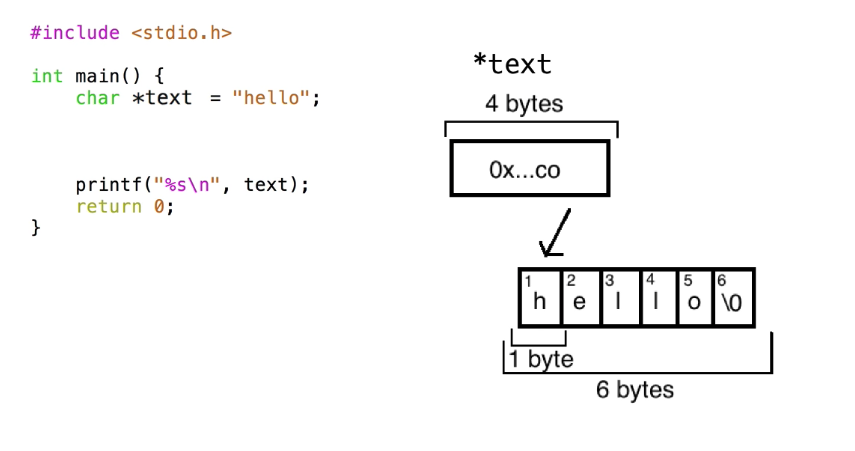 #include <stdio.h>
int main() {
    char *text = "hello";
    printf("%s\n", text);
    return 0;
}
*text
4 bytes
0x...co
1 2 3 4 5 6
h e l l o \0
1 byte
6 bytes